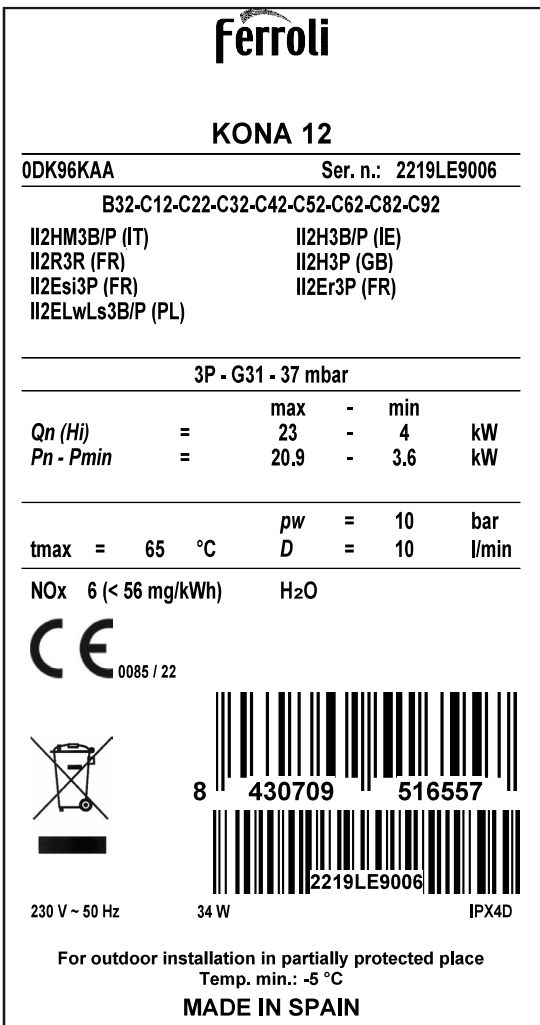 Ferroli
KONA 12
0DK96KAA Ser. n.: 2219LE9006
B32-C12-C22-C32-C42-C52-C62-C82-C92
II2HM3B/P (IT) II2H3B/P (IE)
II2R3R (FR) II2H3P (GB)
II2Esi3P (FR) II2Er3P (FR)
II2ELwLs3B/P (PL)
3P - G31 - 37 mbar
max - min
Qn (Hi) = 23 - 4 kW
Pn - Pmin = 20.9 - 3.6 kW
pw = 10 bar
tmax = 65 °C D = 10 l/min
NOx 6 (< 56 mg/kWh) H₂O
CE 0085 / 22
8 430709 516557
2219LE9006
230 V ~ 50 Hz 34 W IPX4D
For outdoor installation in partially protected place
Temp. min.: -5 °C
MADE IN SPAIN